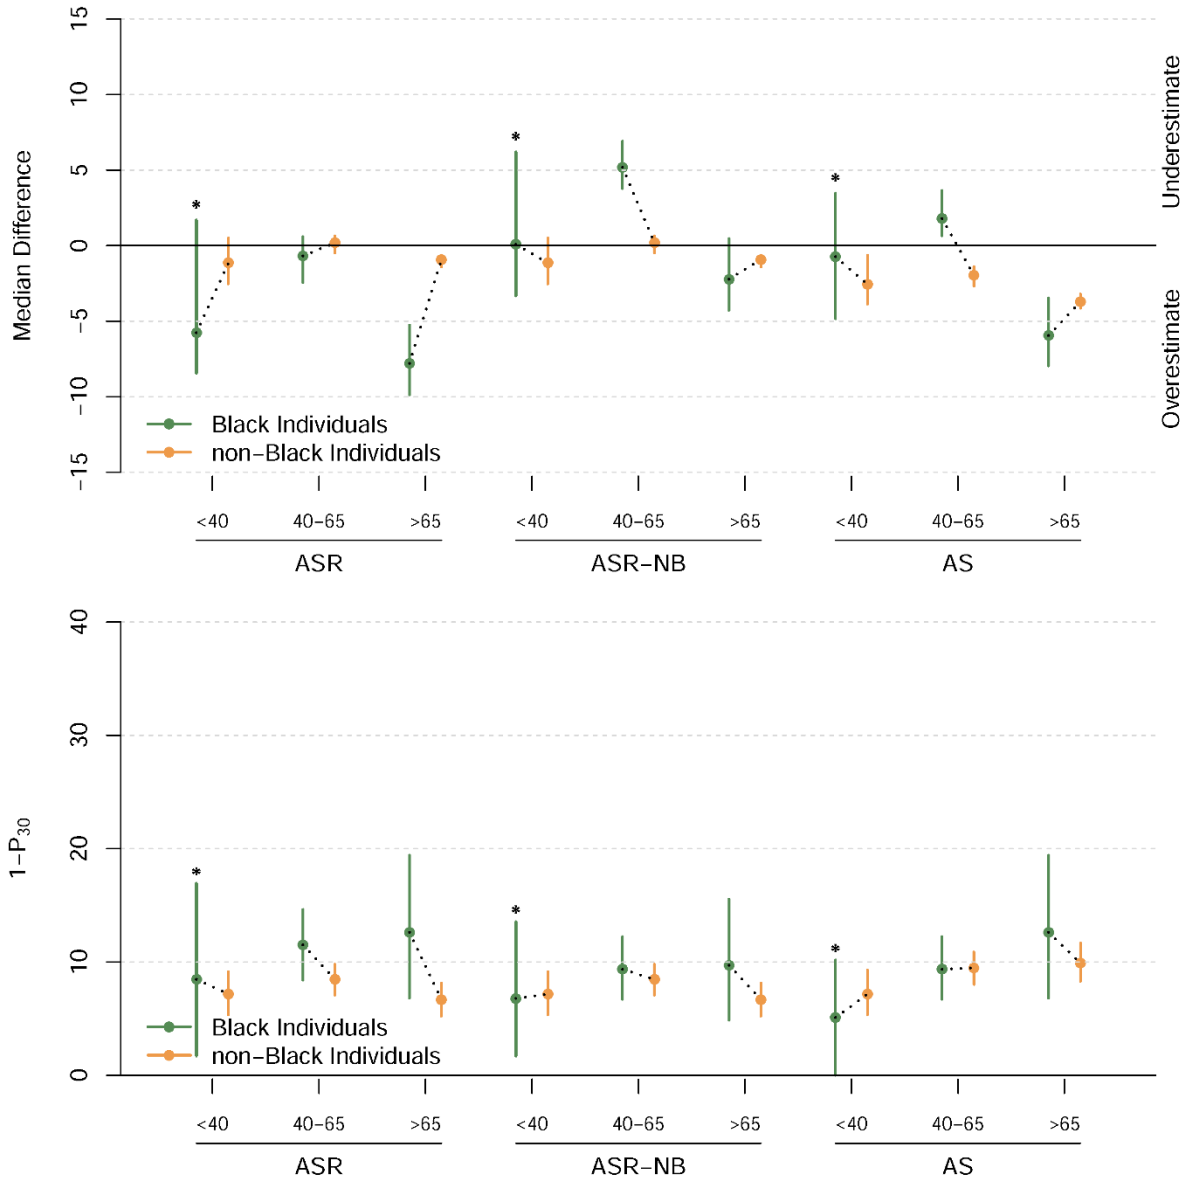 15
10
5
0
−5
−10
−15
Median Difference
Underestimate
Overestimate
*
*
*
Black Individuals
non−Black Individuals
<40 40−65 >65 <40 40−65 >65 <40 40−65 >65
ASR ASR−NB AS
40
30
20
10
0
1−P30
*
*
*
Black Individuals
non−Black Individuals
<40 40−65 >65 <40 40−65 >65 <40 40−65 >65
ASR ASR−NB AS